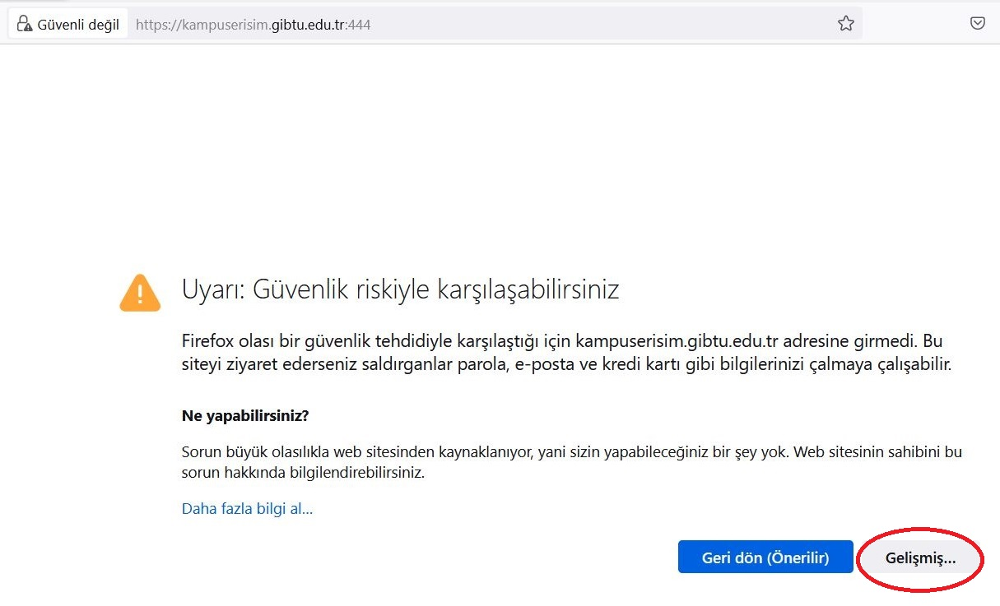 Güvenli değil https://kampuserisim.gibtu.edu.tr:444
Uyarı: Güvenlik riskiyle karşılaşabilirsiniz
Firefox olası bir güvenlik tehdidiyle karşılaştığı için kampuserisim.gibtu.edu.tr adresine girmedi. Bu
siteyi ziyaret ederseniz saldırganlar parola, e-posta ve kredi kartı gibi bilgilerinizi çalmaya çalışabilir.
Ne yapabilirsiniz?
Sorun büyük olasılıkla web sitesinden kaynaklanıyor, yani sizin yapabileceğiniz bir şey yok. Web sitesinin sahibini bu
sorun hakkında bilgilendirebilirsiniz.
Daha fazla bilgi al...
Geri dön (Önerilir) Gelişmiş...